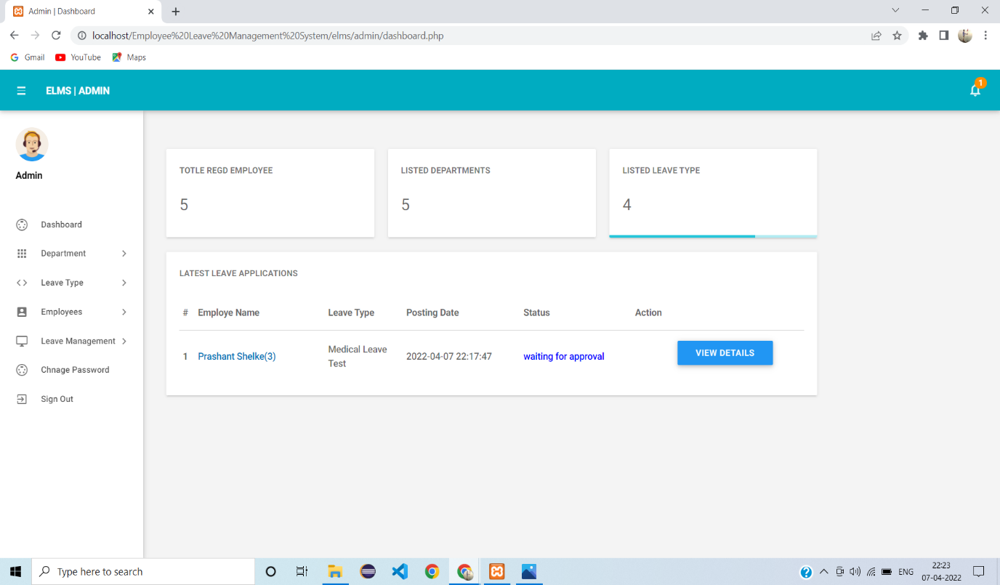 Admin | Dashboard
localhost/Employee%20Leave%20Management%20System/elms/admin/dashboard.php
Gmail YouTube Maps
ELMS | ADMIN
1
Admin
Dashboard
Department
Leave Type
Employees
Leave Management
Chnage Password
Sign Out
TOTLE REGD EMPLOYEE
5
LISTED DEPARTMENTS
5
LISTED LEAVE TYPE
4
LATEST LEAVE APPLICATIONS
# Employe Name Leave Type Posting Date Status Action
1 Prashant Shelke(3) Medical Leave Test 2022-04-07 22:17:47 waiting for approval VIEW DETAILS
Type here to search
ENG
22:23
07-04-2022